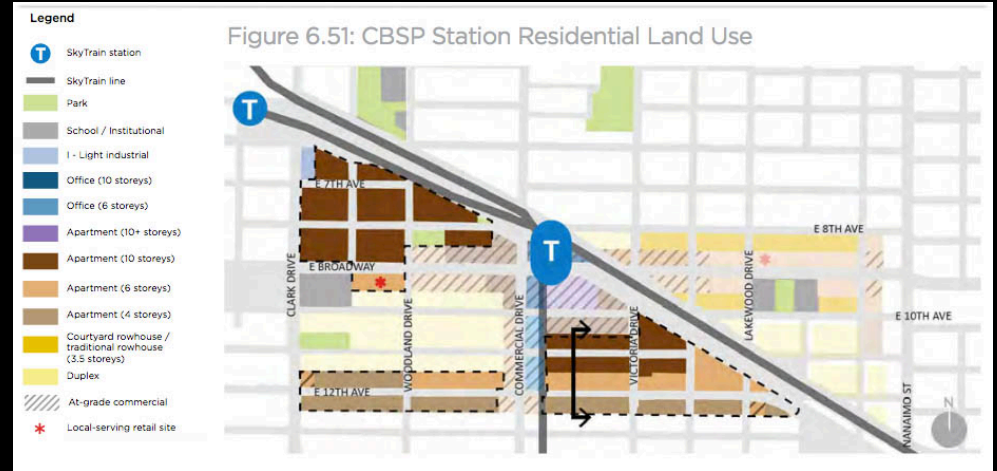 Legend
Figure 6.51: CBSP Station Residential Land Use
T
SkyTrain station
SkyTrain line
Park
School / Institutional
I - Light industrial
Office (10 storeys)
Office (6 storeys)
Apartment (10+ storeys)
Apartment (10 storeys)
Apartment (6 storeys)
Apartment (4 storeys)
Courtyard rowhouse /
traditional rowhouse
(3.5 storeys)
Duplex
At-grade commercial
Local-serving retail site
T
E 7TH AVE
T
E 8TH AVE
E BROADWAY
CLARK DRIVE
WOODLAND DRIVE
COMMERCIAL DRIVE
VICTORIA DRIVE
LAKEWOOD DRIVE
E 10TH AVE
E 12TH AVE
NANAIMO ST
N